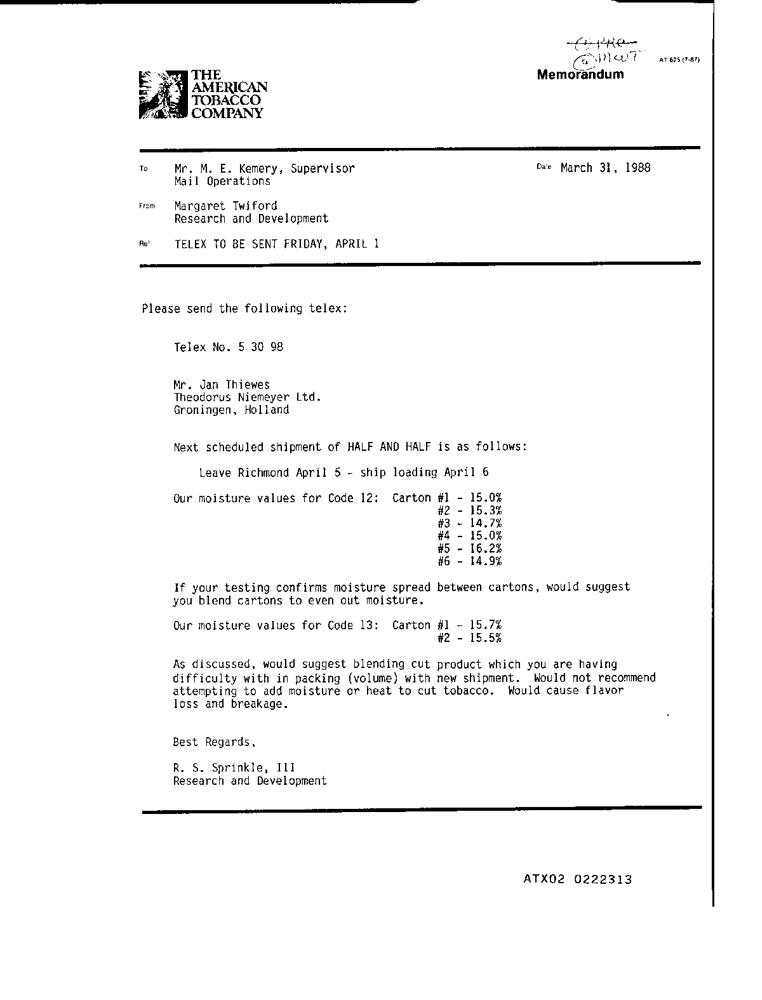 AT 625 (7-87)
Memorandum
THE
AMERICAN
TOBACCO
COMPANY
To Mr. M. E. Kemery, Supervisor
Mail Operations
Date March 31, 1988
From Margaret Twiford
Research and Development
Re: TELEX TO BE SENT FRIDAY, APRIL 1
Please send the following telex:
Telex No. 5 30 98
Mr. Jan Thiewes
Theodorus Niemeyer Ltd.
Groningen, Holland
Next scheduled shipment of HALF AND HALF is as follows:
Leave Richmond April 5 - ship loading April 6
Our moisture values for Code 12: Carton #1 - 15.0%
#2 - 15.3%
#3 - 14.7%
#4 - 15.0%
#5 - 16.2%
#6 - 14.9%
If your testing confirms moisture spread between cartons, would suggest
you blend cartons to even out moisture.
Our moisture values for Code 13: Carton #1 - 15.7%
#2 - 15.5%
As discussed, would suggest blending cut product which you are having
difficulty with in packing (volume) with new shipment. Would not recommend
attempting to add moisture or heat to cut tobacco. Would cause flavor
loss and breakage.
Best Regards,
R. S. Sprinkle, III
Research and Development
ATX02 0222313